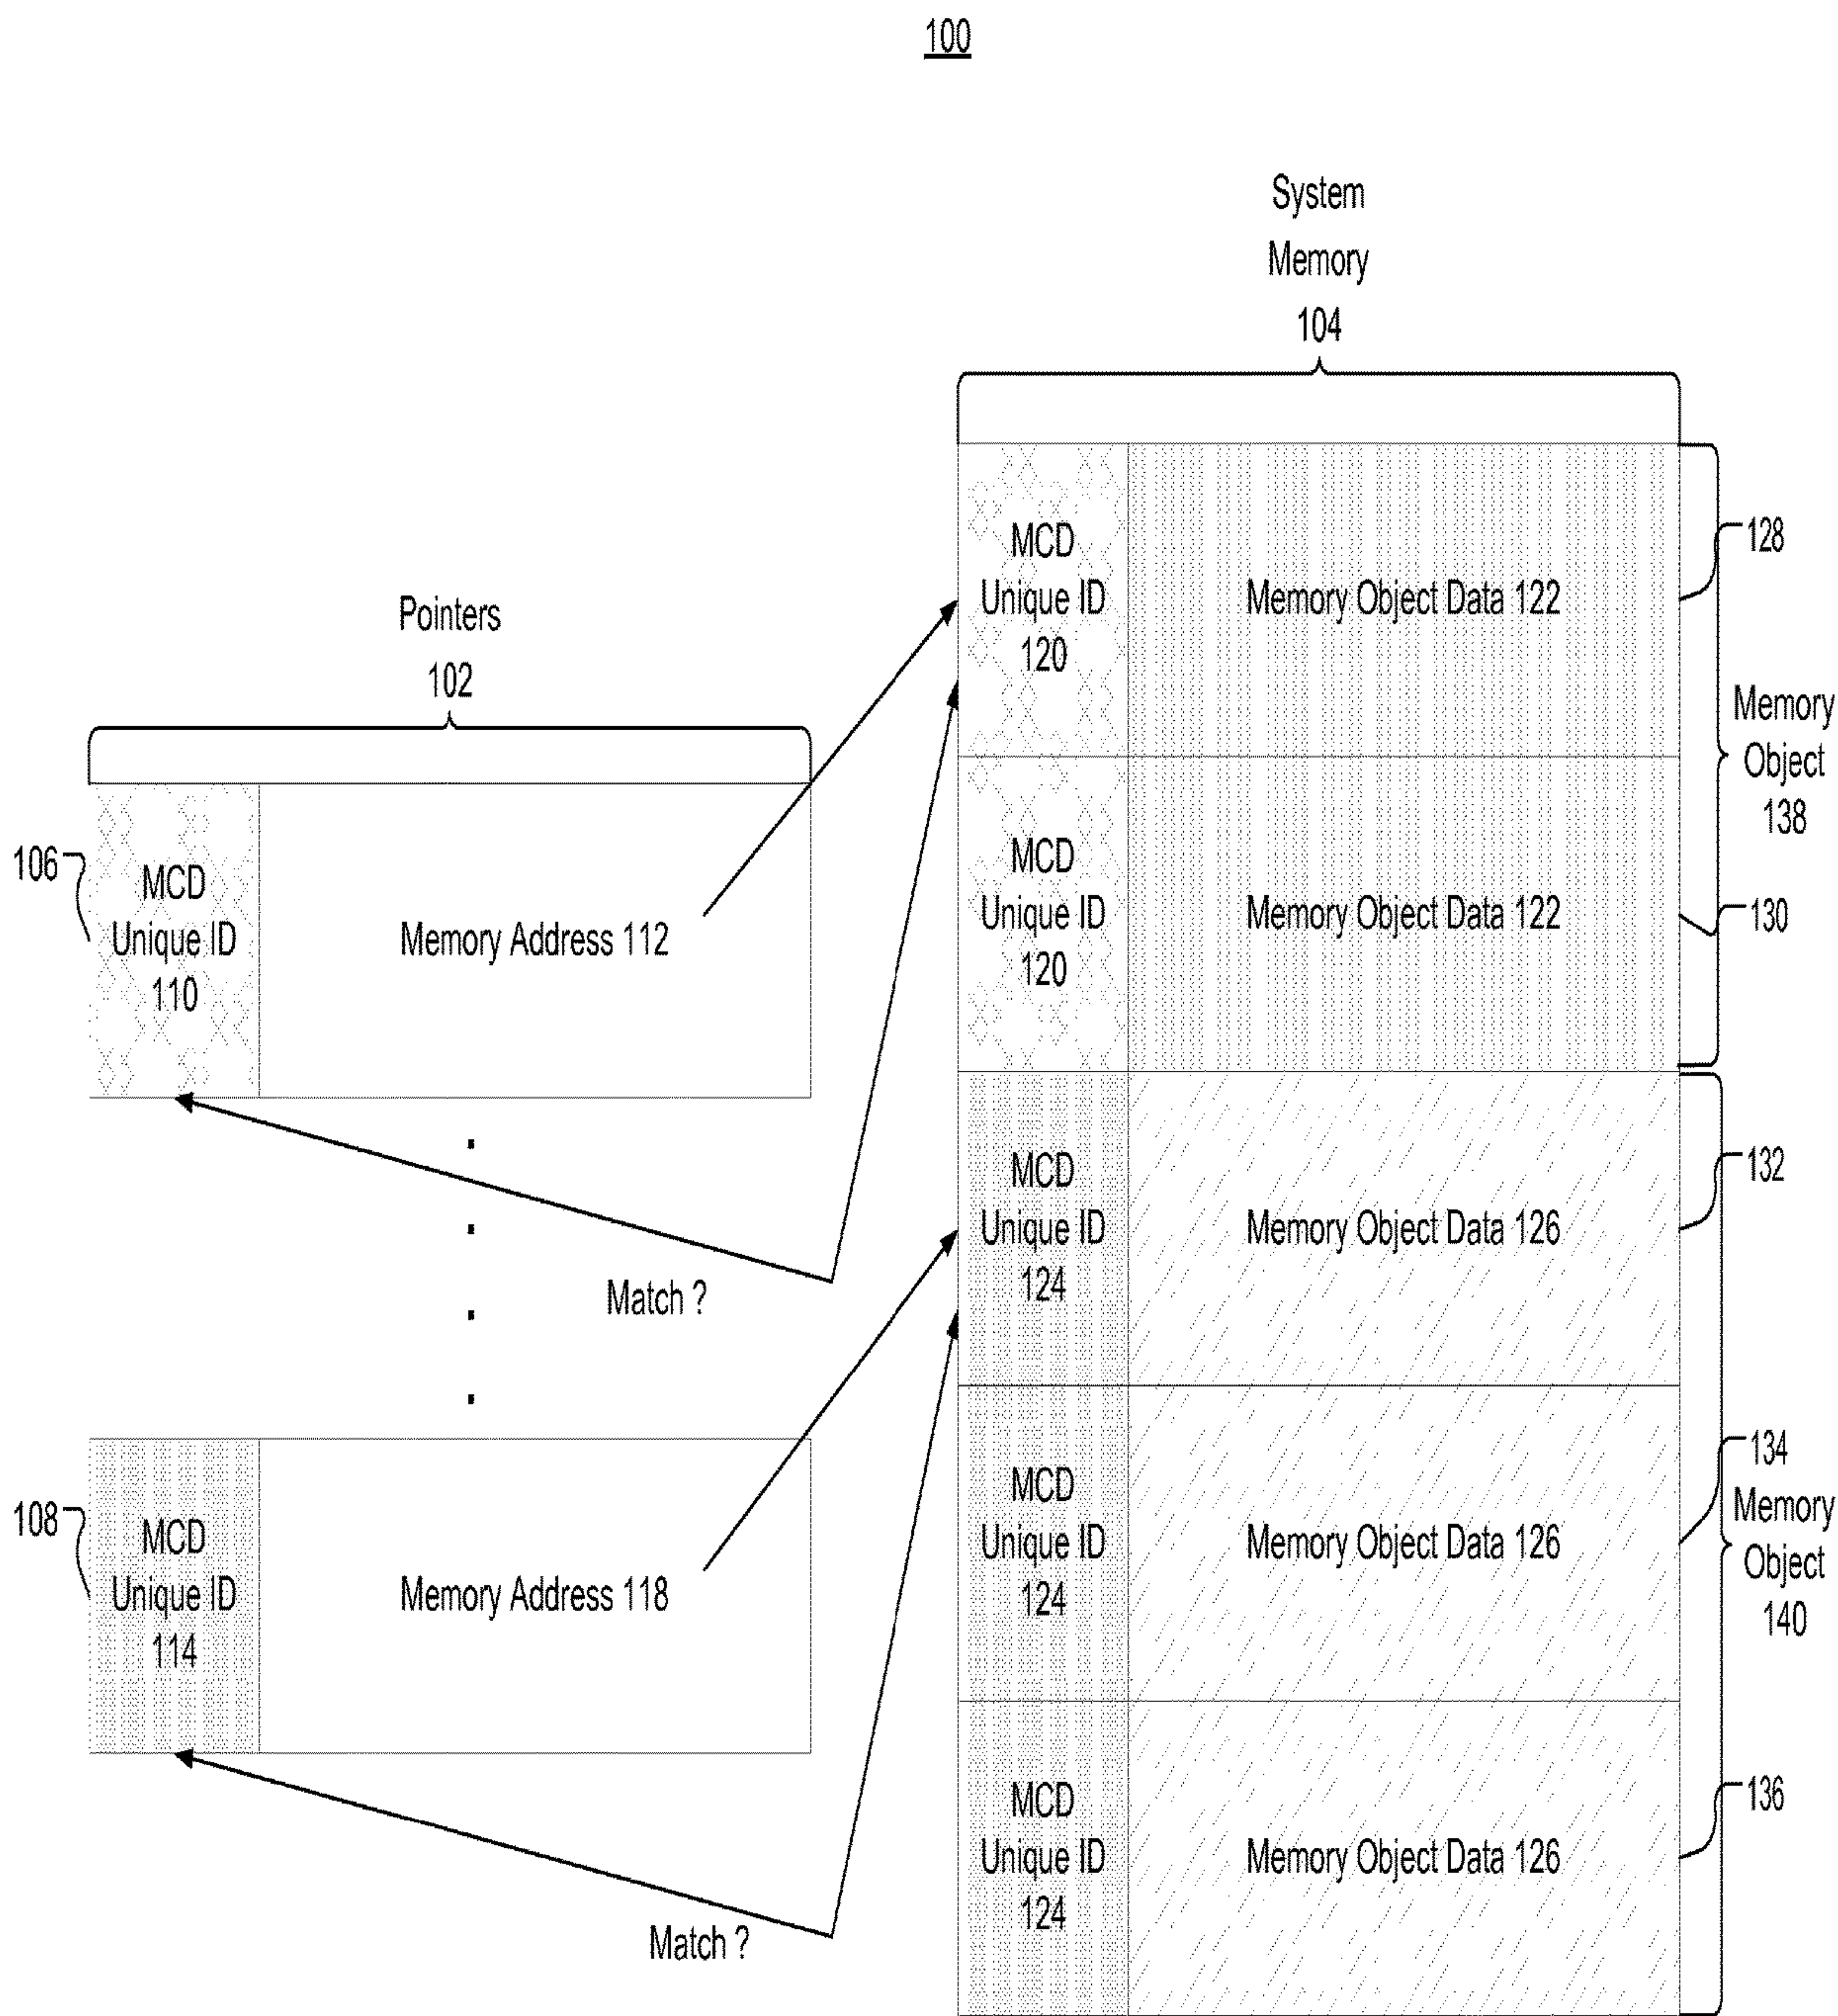 100
System
Memory
104
Pointers
102
106
MCD
Unique ID
110
Memory Address 112
Match ?
108
MCD
Unique ID
114
Memory Address 118
Match ?
MCD
Unique ID
120
Memory Object Data 122
128
MCD
Unique ID
120
Memory Object Data 122
130
Memory
Object
138
MCD
Unique ID
124
Memory Object Data 126
132
MCD
Unique ID
124
Memory Object Data 126
134
Memory
Object
140
MCD
Unique ID
124
Memory Object Data 126
136